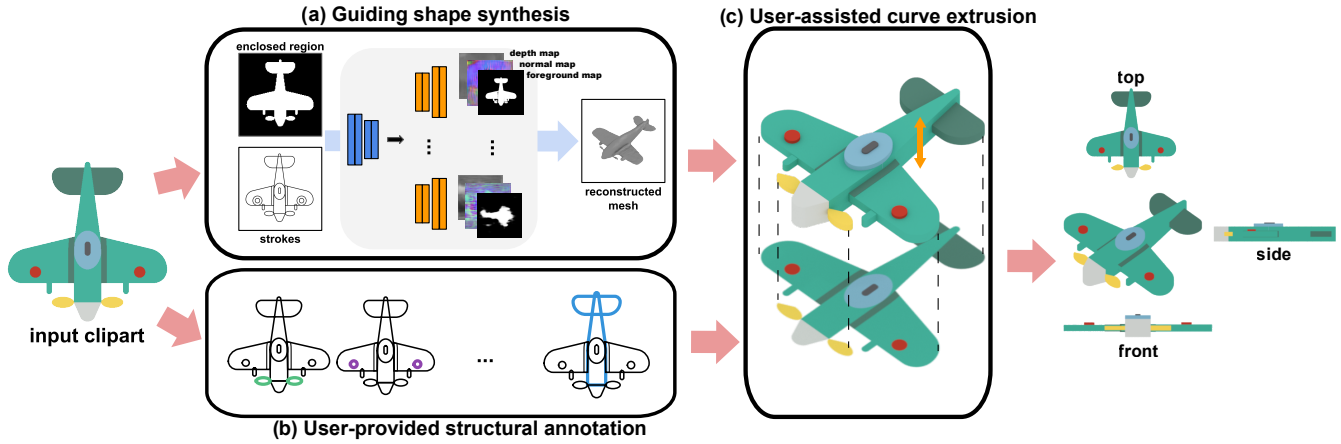 (a) Guiding shape synthesis
(c) User-assisted curve extrusion
enclosed region
depth map
normal map
foreground map
strokes
reconstructed
mesh
input clipart
(b) User-provided structural annotation
top
side
front